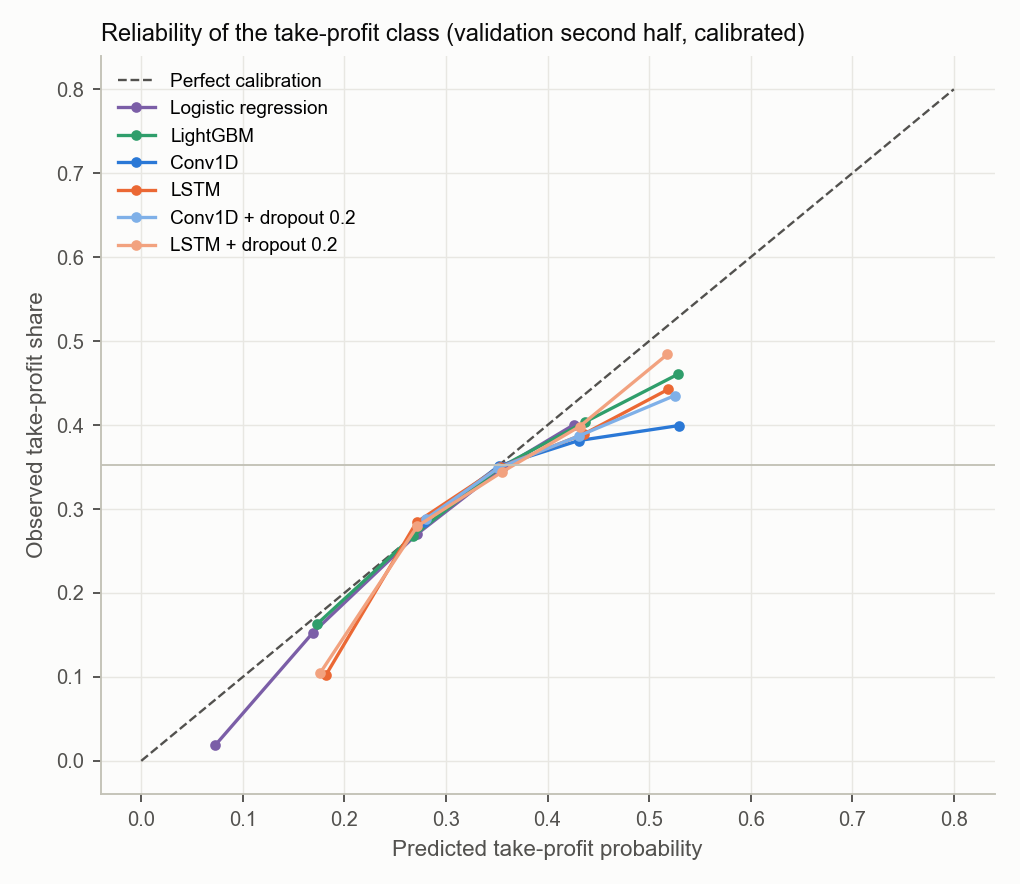 Reliability of the take-profit class (validation second half, calibrated)
Perfect calibration
Logistic regression
LightGBM
Conv1D
LSTM
Conv1D + dropout 0.2
LSTM + dropout 0.2
0.8
0.7
0.6
0.5
0.4
0.3
0.2
0.1
0.0
Observed take-profit share
0.0 0.1 0.2 0.3 0.4 0.5 0.6 0.7 0.8
Predicted take-profit probability